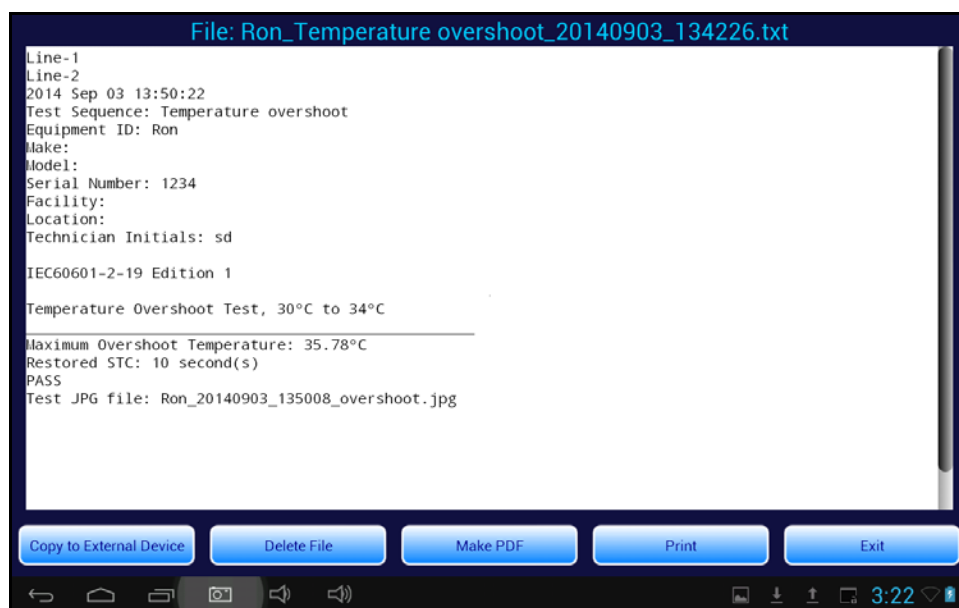 File: Ron_Temperature overshoot_20140903_134226.txt
Line-1
Line-2
2014 Sep 03 13:50:22
Test Sequence: Temperature overshoot
Equipment ID: Ron
Make:
Model:
Serial Number: 1234
Facility:
Location:
Technician Initials: sd
IEC60601-2-19 Edition 1
Temperature Overshoot Test, 30°C to 34°C
Maximum Overshoot Temperature: 35.78°C
Restored STC: 10 second(s)
PASS
Test JPG file: Ron_20140903_135008_overshoot.jpg
Copy to External Device Delete File Make PDF Print Exit
3:22